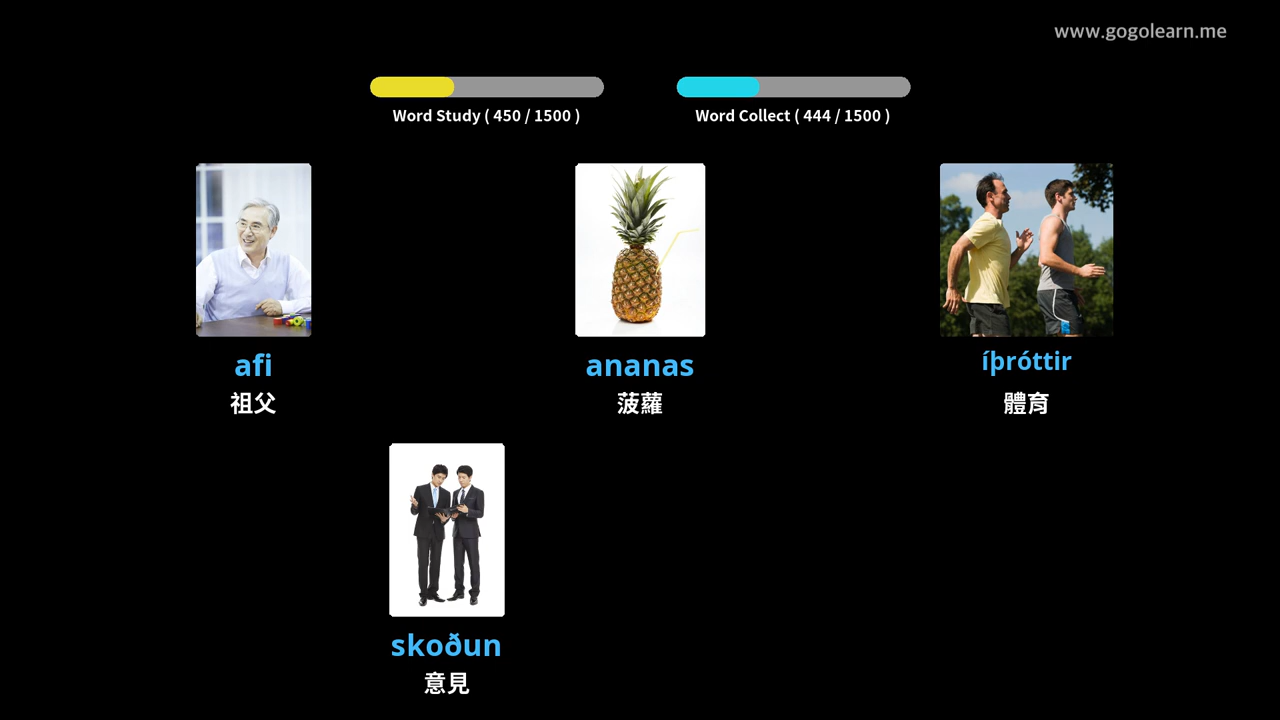 www.gogolearn.me
Word Study ( 450 / 1500 )
Word Collect ( 444 / 1500 )
afi
祖父
ananas
菠蘿
íþróttir
體育
skoðun
意見